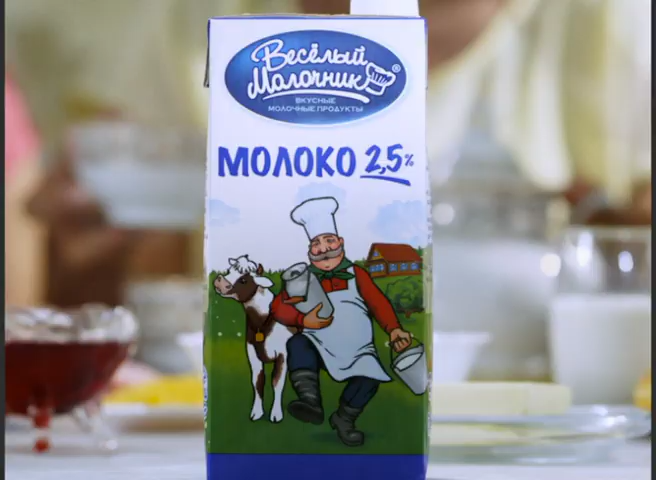 Весёлый
Молочник®
ВКУСНЫЕ
МОЛОЧНЫЕ ПРОДУКТЫ
МОЛОКО 2,5%